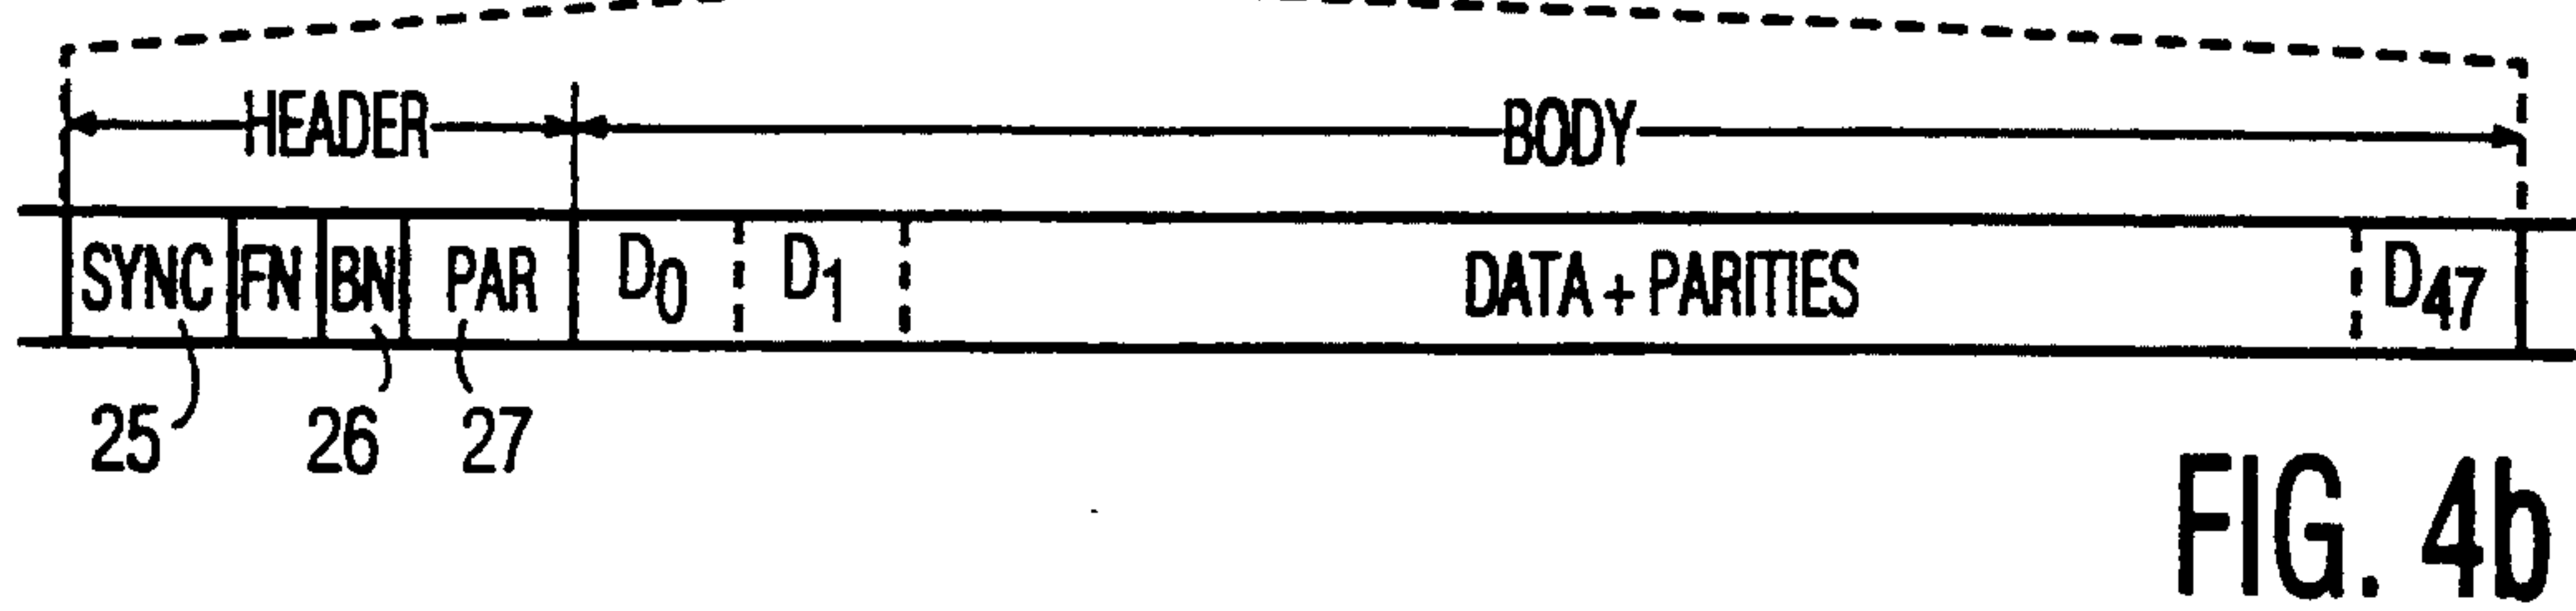 HEADER BODY
SYNC FN BN PAR D0 D1 DATA + PARITIES D47
25 26 27
FIG. 4b